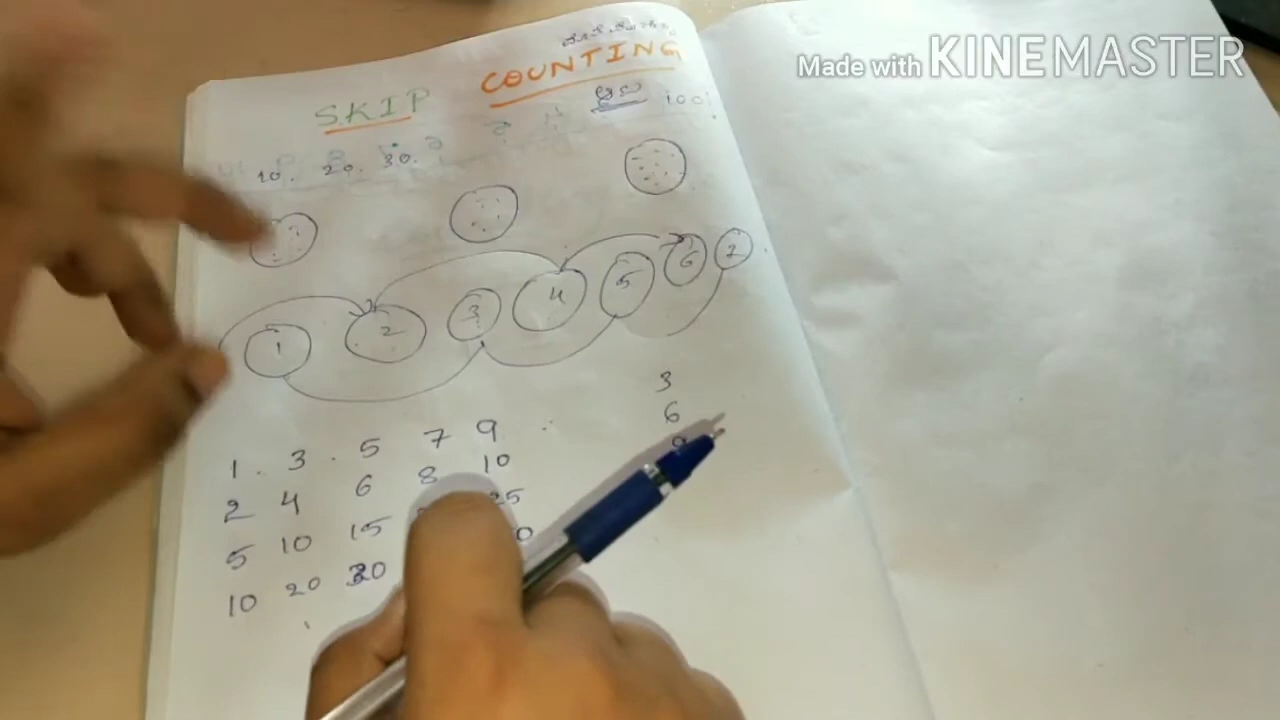 Made with KINEMASTER
SKIP COUNTING
100
10. 20. 30.
1 2 3 4 5 6 7
3
6
9
1 . 3 . 5 7 9
2 4 6 8 10
5 10 15 25
10 20 30